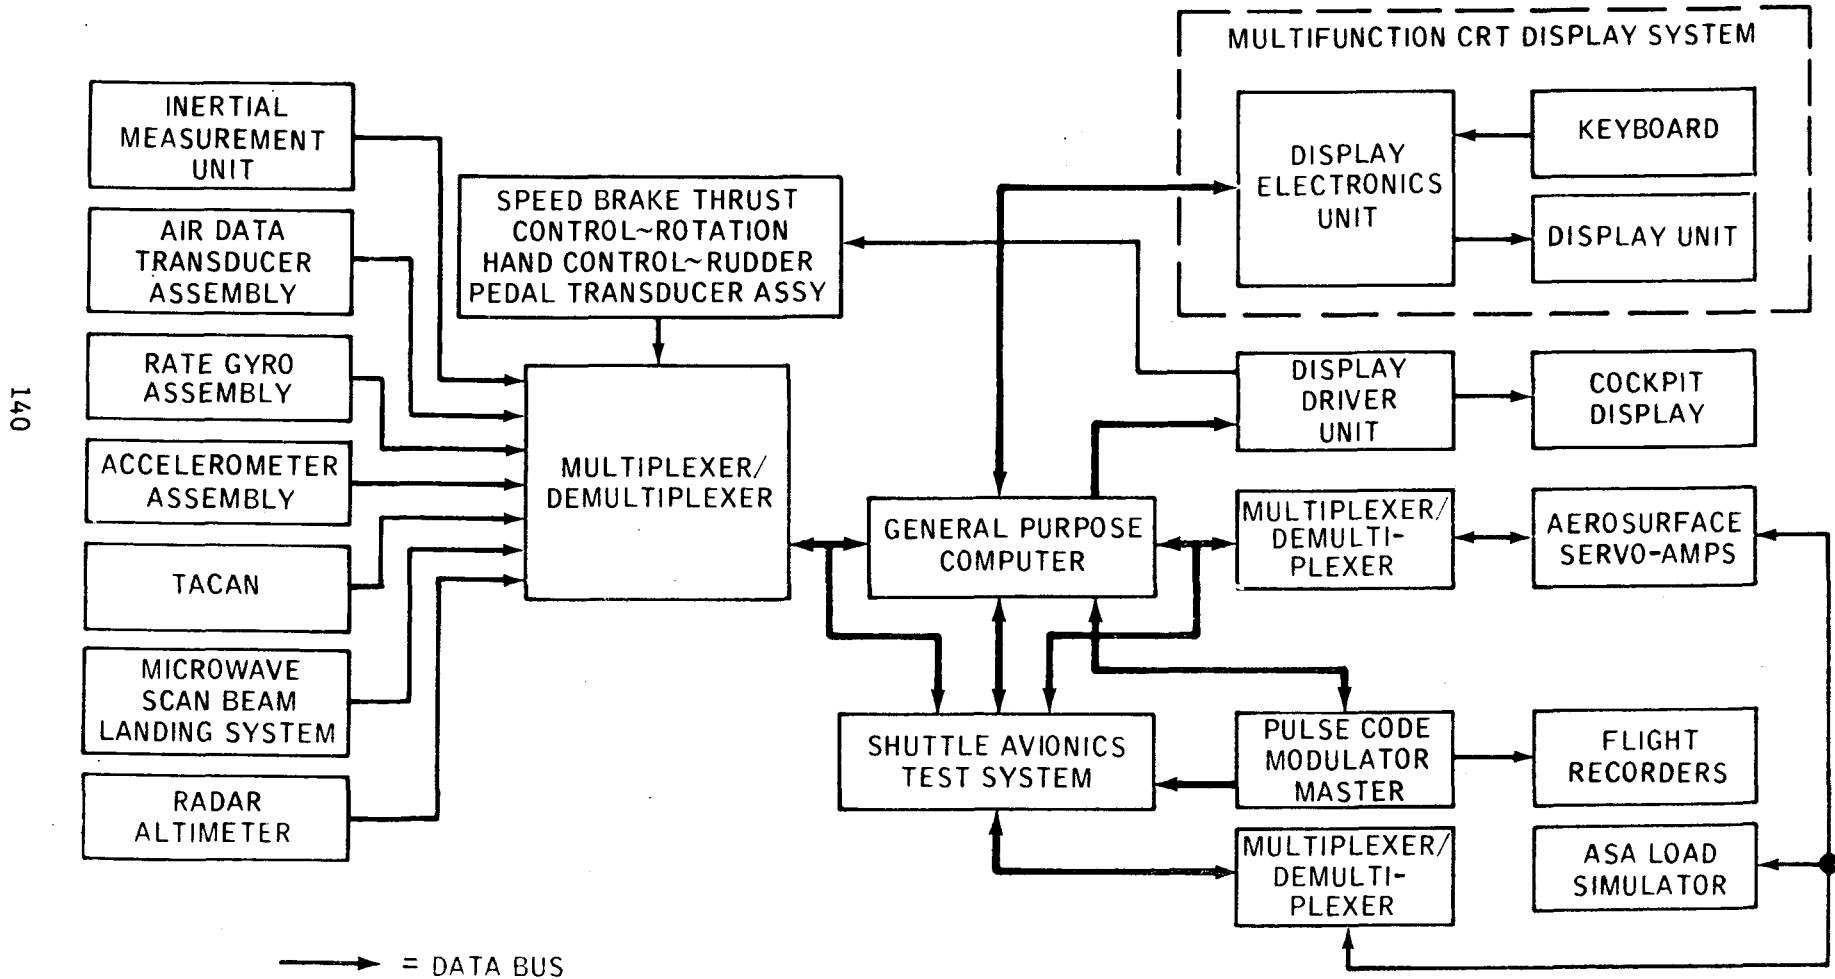 MULTIFUNCTION CRT DISPLAY SYSTEM
INERTIAL
MEASUREMENT
UNIT
AIR DATA
TRANSDUCER
ASSEMBLY
RATE GYRO
ASSEMBLY
ACCELEROMETER
ASSEMBLY
TACAN
MICROWAVE
SCAN BEAM
LANDING SYSTEM
RADAR
ALTIMETER
SPEED BRAKE THRUST
CONTROL~ROTATION
HAND CONTROL~RUDDER
PEDAL TRANSDUCER ASSY
MULTIPLEXER/
DEMULTIPLEXER
GENERAL PURPOSE
COMPUTER
SHUTTLE AVIONICS
TEST SYSTEM
DISPLAY
ELECTRONICS
UNIT
KEYBOARD
DISPLAY UNIT
DISPLAY
DRIVER
UNIT
COCKPIT
DISPLAY
MULTIPLEXER/
DEMULTI-
PLEXER
AEROSURFACE
SERVO-AMPS
PULSE CODE
MODULATOR
MASTER
FLIGHT
RECORDERS
MULTIPLEXER/
DEMULTI-
PLEXER
ASA LOAD
SIMULATOR
= DATA BUS
140